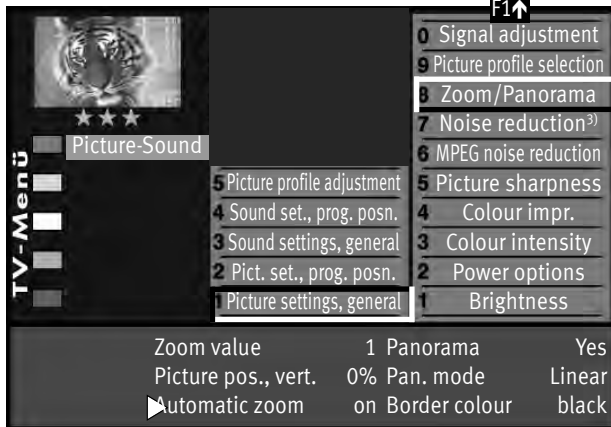 F1↑
0 Signal adjustment
9 Picture profile selection
8 Zoom/Panorama
7 Noise reduction³⁾
6 MPEG noise reduction
5 Picture sharpness
4 Colour impr.
3 Colour intensity
2 Power options
1 Brightness
TV-Menü
Picture-Sound
5 Picture profile adjustment
4 Sound set., prog. posn.
3 Sound settings, general
2 Pict. set., prog. posn.
1 Picture settings, general
Zoom value 1 Panorama Yes
Picture pos., vert. 0% Pan. mode Linear
Automatic zoom on Border colour black